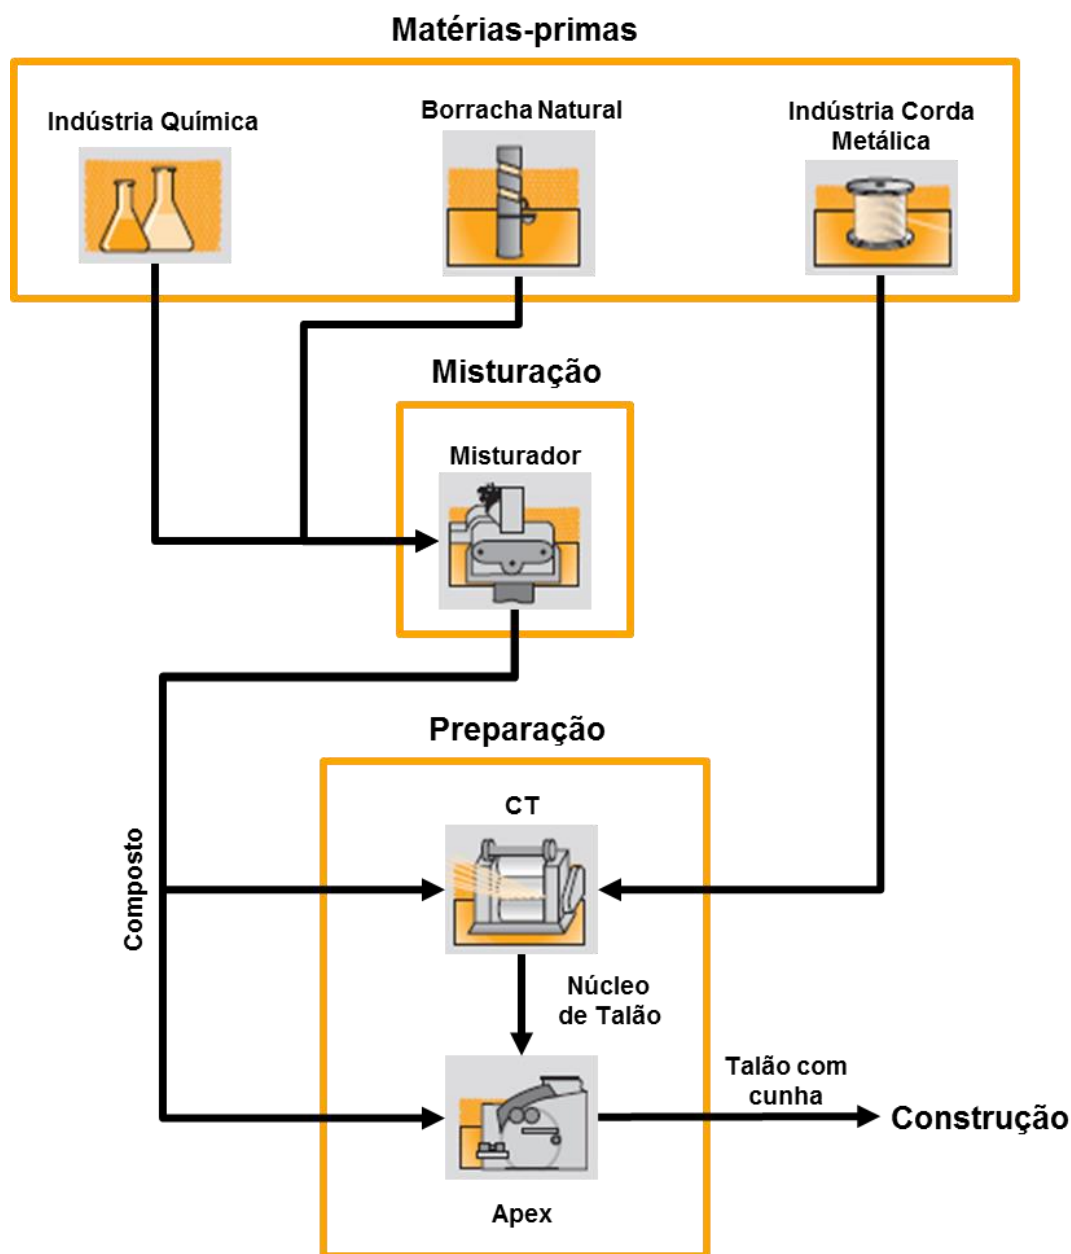 Matérias-primas
Indústria Química
Borracha Natural
Indústria Corda
Metálica
Misturação
Misturador
Preparação
CT
Composto
Núcleo
de Talão
Talão com
cunha
Construção
Apex